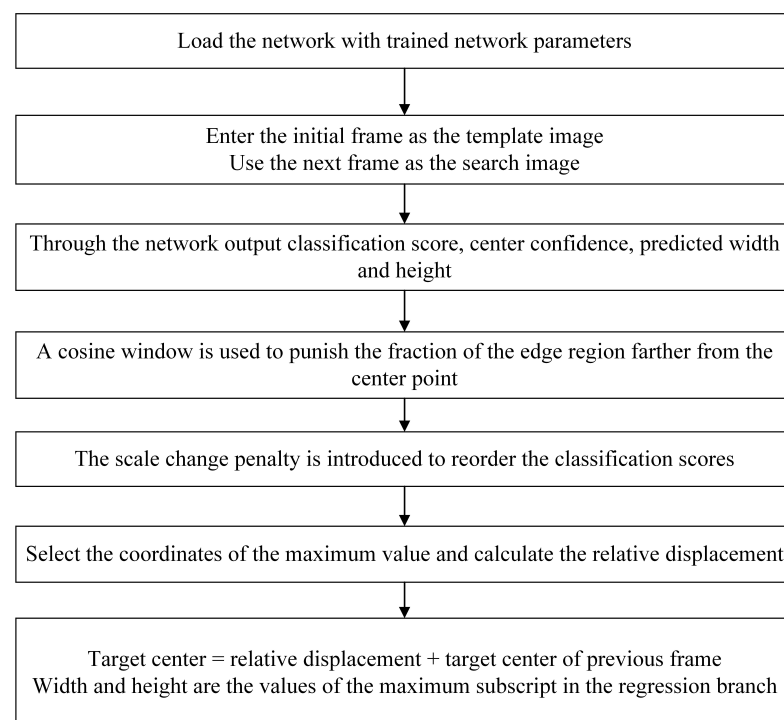 Load the network with trained network parameters
Enter the initial frame as the template image
Use the next frame as the search image
Through the network output classification score, center confidence, predicted width
and height
A cosine window is used to punish the fraction of the edge region farther from the
center point
The scale change penalty is introduced to reorder the classification scores
Select the coordinates of the maximum value and calculate the relative displacement
Target center = relative displacement + target center of previous frame
Width and height are the values of the maximum subscript in the regression branch